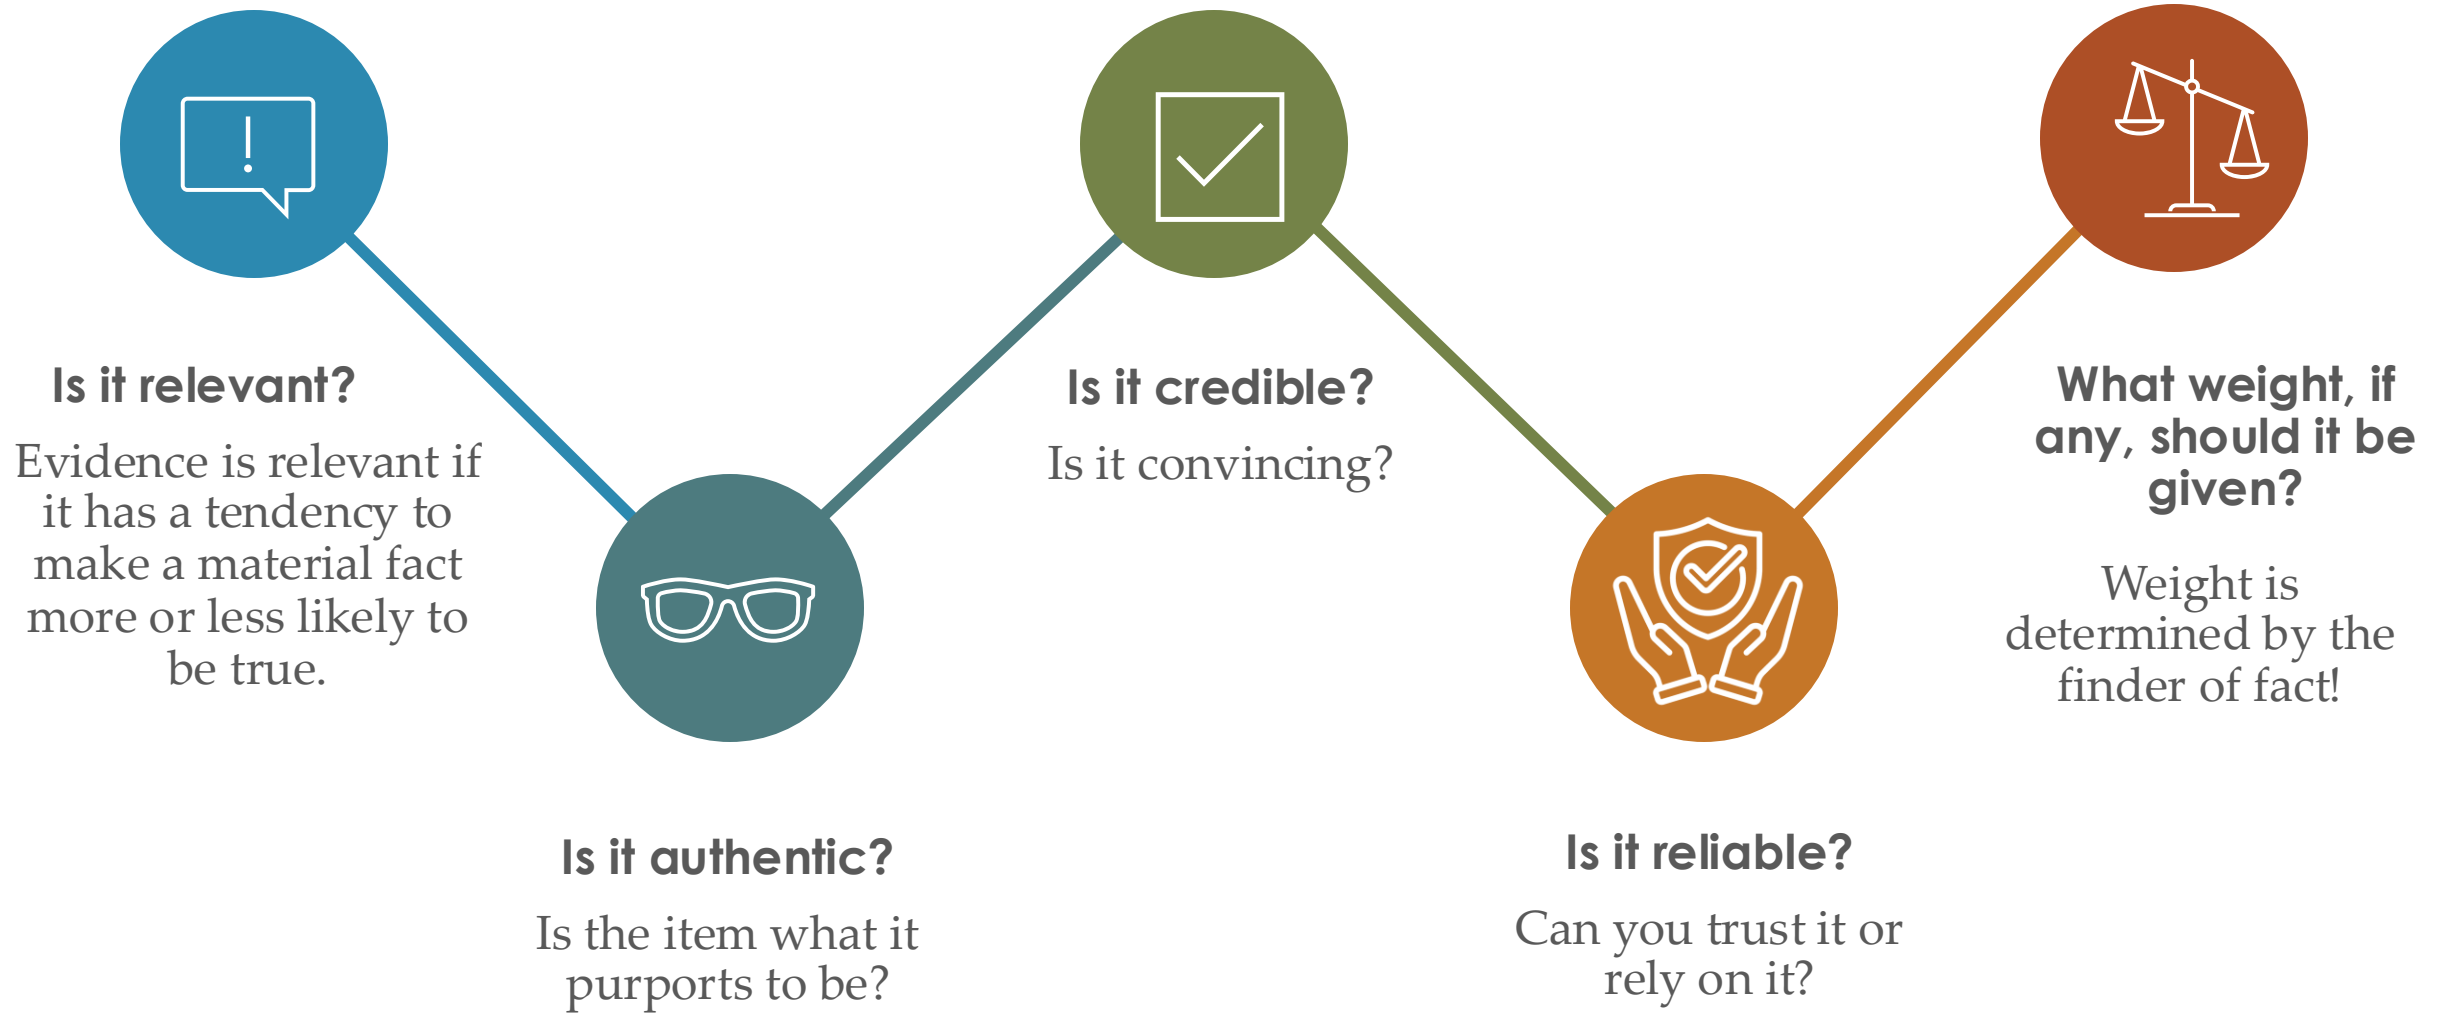 Is it relevant?
Evidence is relevant if
it has a tendency to
make a material fact
more or less likely to
be true.
Is it authentic?
Is the item what it
purports to be?
Is it credible?
Is it convincing?
Is it reliable?
Can you trust it or
rely on it?
What weight, if
any, should it be
given?
Weight is
determined by the
finder of fact!